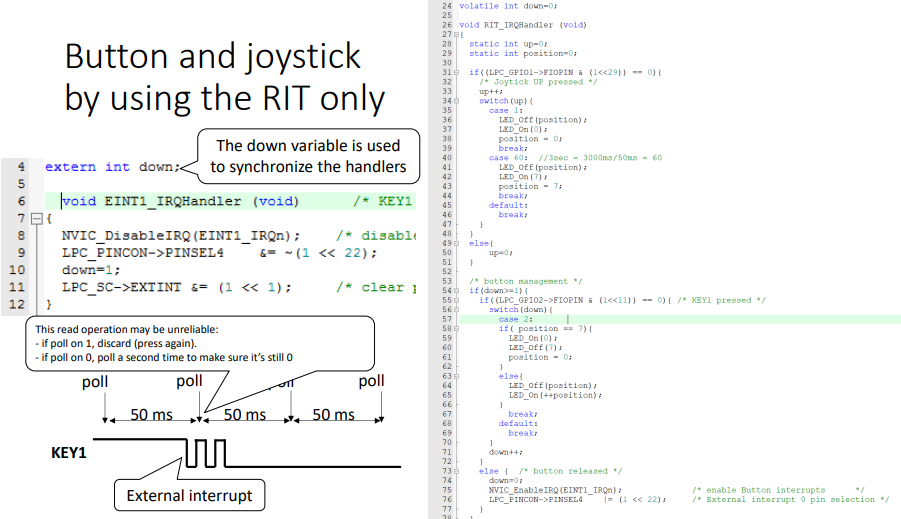 Button and joystick
by using the RIT only
The down variable is used
to synchronize the handlers
4 extern int down;
5
6 void EINT1_IRQHandler (void) /* KEY1
7 {
8 NVIC_DisableIRQ(EINT1_IRQn); /* disable
9 LPC_PINCON->PINSEL4 &= ~(1 << 22);
10 down=1;
11 LPC_SC->EXTINT &= (1 << 1); /* clear
12 }
This read operation may be unreliable:
- if poll on 1, discard (press again).
- if poll on 0, poll a second time to make sure it's still 0
poll poll poll
50 ms 50 ms 50 ms
KEY1
External interrupt
24 volatile int down=0;
25
26 void RIT_IRQHandler (void)
27 {
28 static int up=0;
29 static int position=0;
30
31 if((LPC_GPIO1->FIOPIN & (1<<29)) == 0){
32 /* Joytick UP pressed */
33 up++;
34 switch(up){
35 case 1:
36 LED_Off(position);
37 LED_On(0);
38 position = 0;
39 break;
40 case 60: //3sec = 3000ms/50ms = 60
41 LED_Off(position);
42 LED_On(7);
43 position = 7;
44 break;
45 default:
46 break;
47 }
48 }
49 else{
50 up=0;
51 }
52
53 /* button management */
54 if(down>=1){
55 if((LPC_GPIO2->FIOPIN & (1<<11)) == 0){ /* KEY1 pressed */
56 switch(down){
57 case 2:
58 if( position == 7){
59 LED_On(0);
60 LED_Off(7);
61 position = 0;
62 }
63 else{
64 LED_Off(position);
65 LED_On(++position);
66 }
67 break;
68 default:
69 break;
70 }
71 down++;
72 }
73 else { /* button released */
74 down=0;
75 NVIC_EnableIRQ(EINT1_IRQn); /* enable Button interrupts */
76 LPC_PINCON->PINSEL4 |= (1 << 22); /* External interrupt 0 pin selection */
77 }
78 }